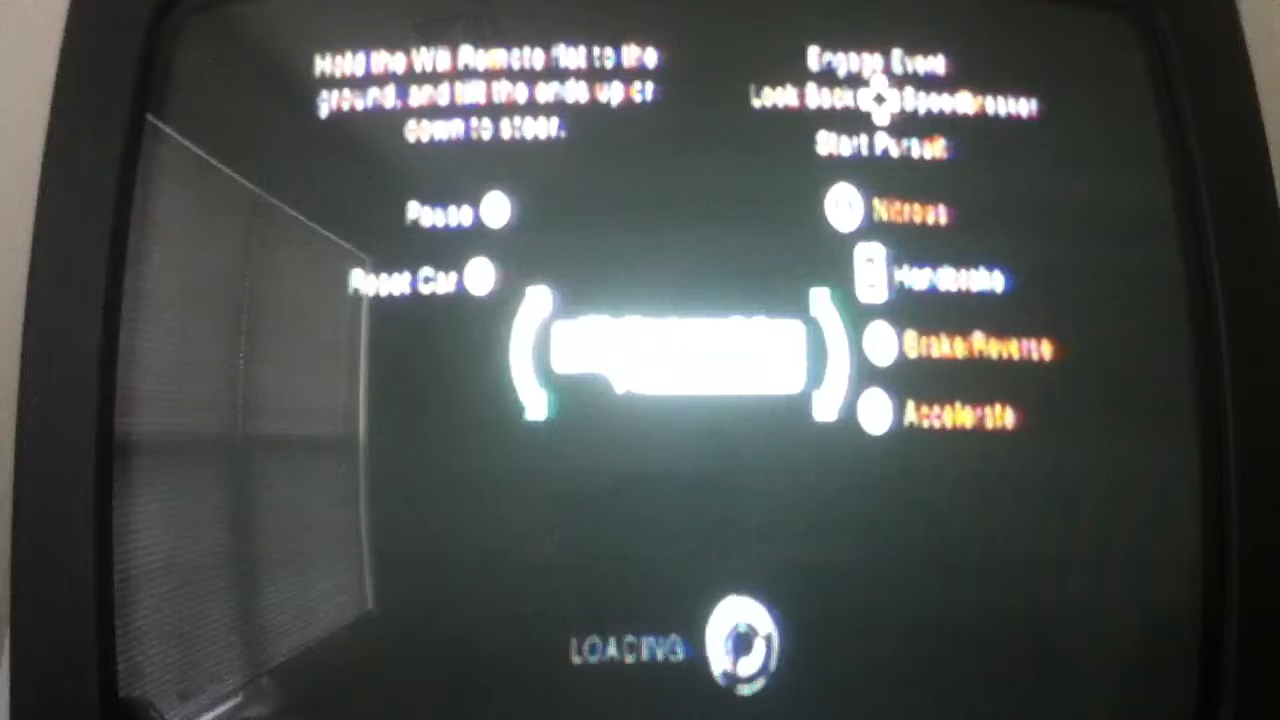 Hold the Wii Remote flat to the
ground, and tilt the ends up or
down to steer.
Engage Event
Look Back Speedbreaker
Start Pursuit
Pause
Nitrous
Reset Car
Handbrake
Brake/Reverse
Accelerate
LOADING